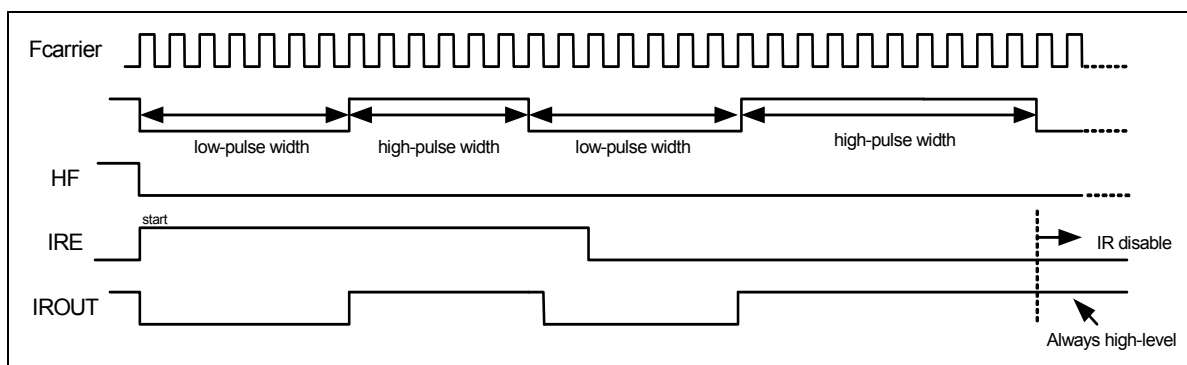 Fcarrier
low-pulse width
high-pulse width
low-pulse width
high-pulse width
HF
start
IRE
IR disable
IROUT
Always high-level